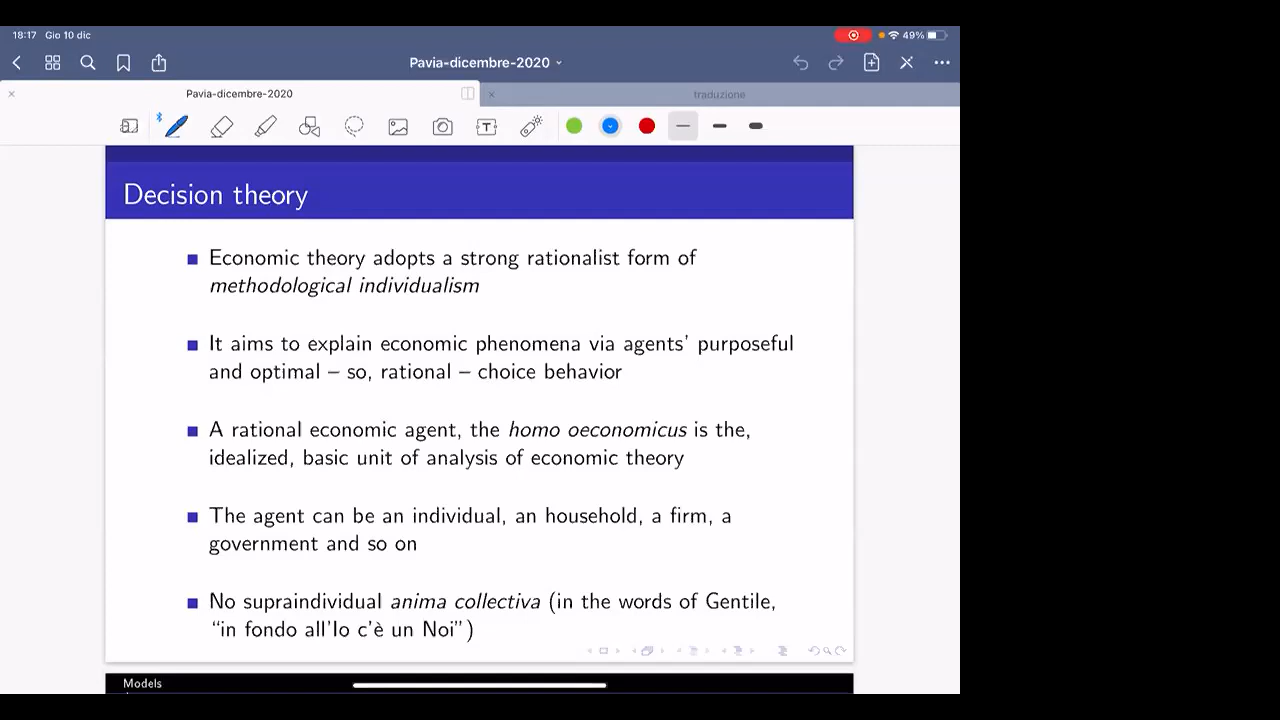 18:17 Gio 10 dic
49%
Pavia-dicembre-2020
Pavia-dicembre-2020
traduzione
Decision theory
Economic theory adopts a strong rationalist form of
methodological individualism
It aims to explain economic phenomena via agents' purposeful
and optimal – so, rational – choice behavior
A rational economic agent, the homo oeconomicus is the,
idealized, basic unit of analysis of economic theory
The agent can be an individual, an household, a firm, a
government and so on
No supraindividual anima collectiva (in the words of Gentile,
“in fondo all'Io c'è un Noi”)
Models